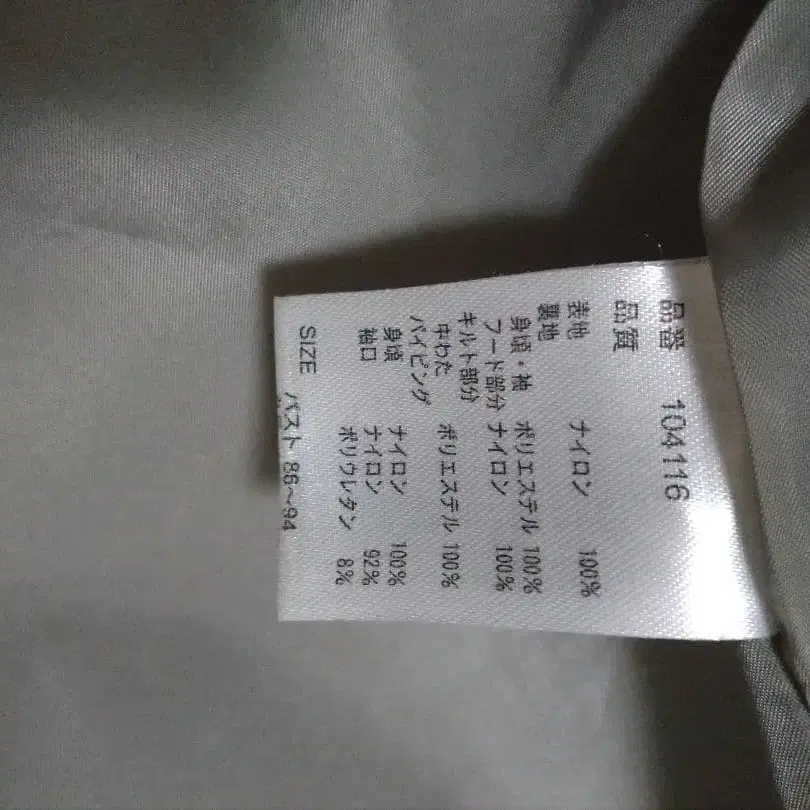 品番 104116
品質
表地 ナイロン 100%
裏地
身頃・袖 ポリエステル 100%
フード部分 ナイロン 100%
キルト部分
中わた ポリエステル 100%
パイピング
身頃 ナイロン 100%
袖口 ナイロン 92%
ポリウレタン 8%
SIZE
バスト 86～94